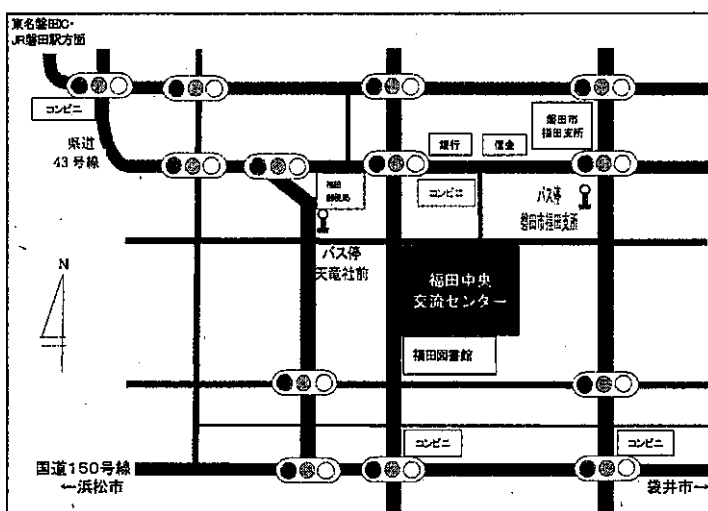 東名磐田IC・
JR磐田駅方面
コンビニ
県道
43号線
銀行
信金
磐田市
福田支所
福田
郵便局
コンビニ
バス停
磐田市福田支所
バス停
天竜社前
N
福田中央
交流センター
福田図書館
コンビニ
コンビニ
国道150号線
←浜松市
袋井市→